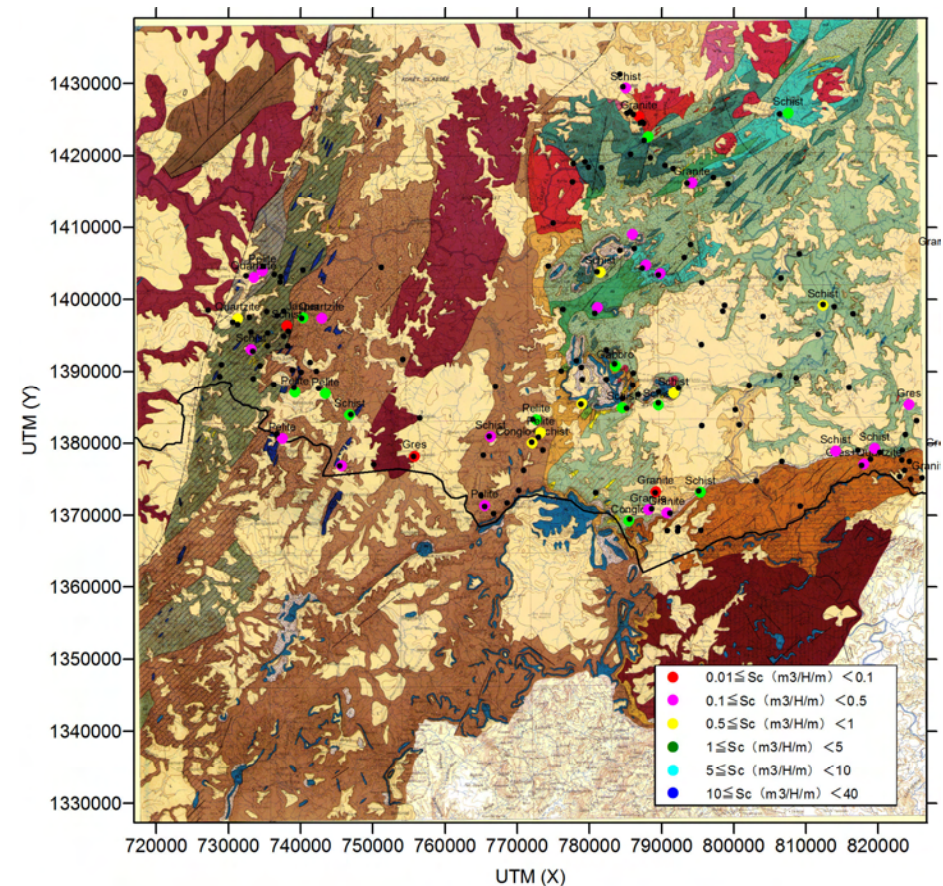 1430000
1420000
1410000
1400000
1390000
1380000
1370000
1360000
1350000
1340000
1330000
UTM (Y)
Schist
Granite
Schist
Granite
Schist
Quartzite
Quartzite
Schist
Schist
Schist
Gabbro
Schist
Pelite
Pelite
Schist
Pelite
Gres
Schist
Pelite
Schist
Pelite
Granite
Schist
Granite
Gres
Schist
Schist
0.01≦Sc (m3/H/m) <0.1
0.1≦Sc (m3/H/m) <0.5
0.5≦Sc (m3/H/m) <1
1≦Sc (m3/H/m) <5
5≦Sc (m3/H/m) <10
10≦Sc (m3/H/m) <40
720000 730000 740000 750000 760000 770000 780000 790000 800000 810000 820000
UTM (X)